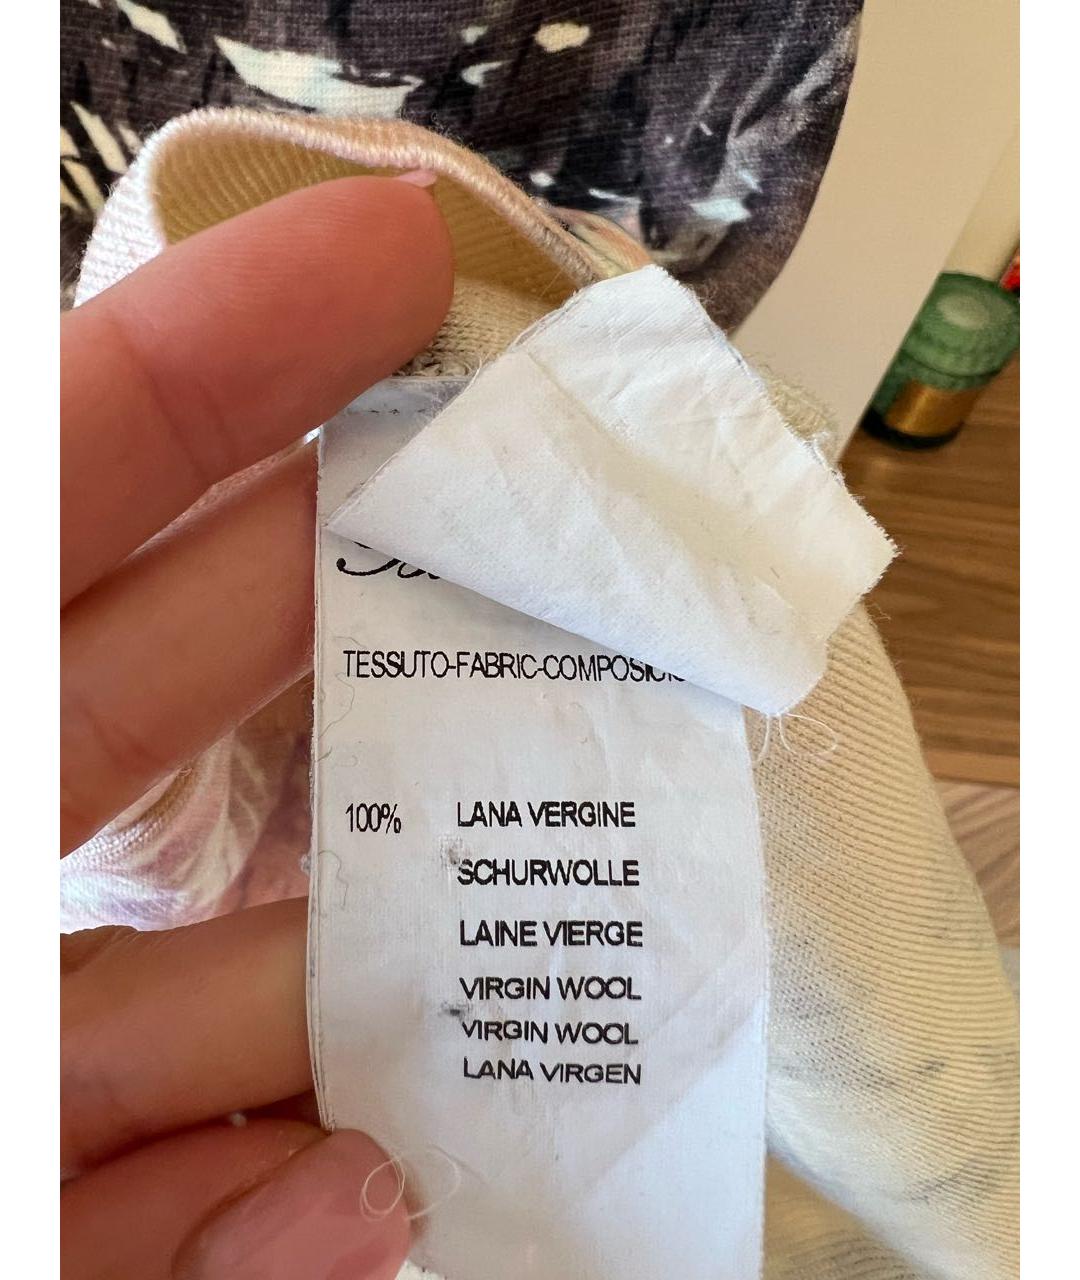 TESSUTO-FABRIC-COMPOSICIO
100% LANA VERGINE
SCHURWOLLE
LAINE VIERGE
VIRGIN WOOL
VIRGIN WOOL
LANA VIRGEN